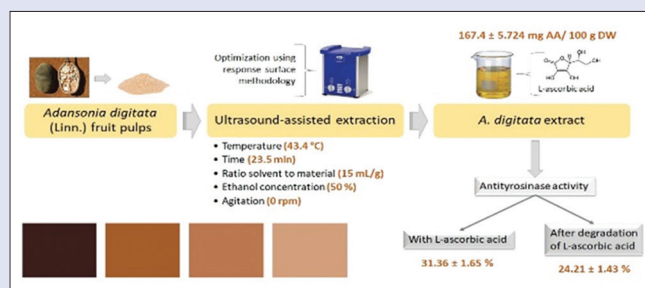 167.4 ± 5.724 mg AA/ 100 g DW
Optimization using
response surface
methodology
L-ascorbic acid
Adansonia digitata
(Linn.) fruit pulps
Ultrasound-assisted extraction
A. digitata extract
• Temperature (43.4 °C)
• Time (23.5 min)
• Ratio solvent to material (15 mL/g)
• Ethanol concentration (50 %)
• Agitation (0 rpm)
Antityrosinase activity
With L-ascorbic acid
After degradation
of L-ascorbic acid
31.36 ± 1.65 %
24.21 ± 1.43 %